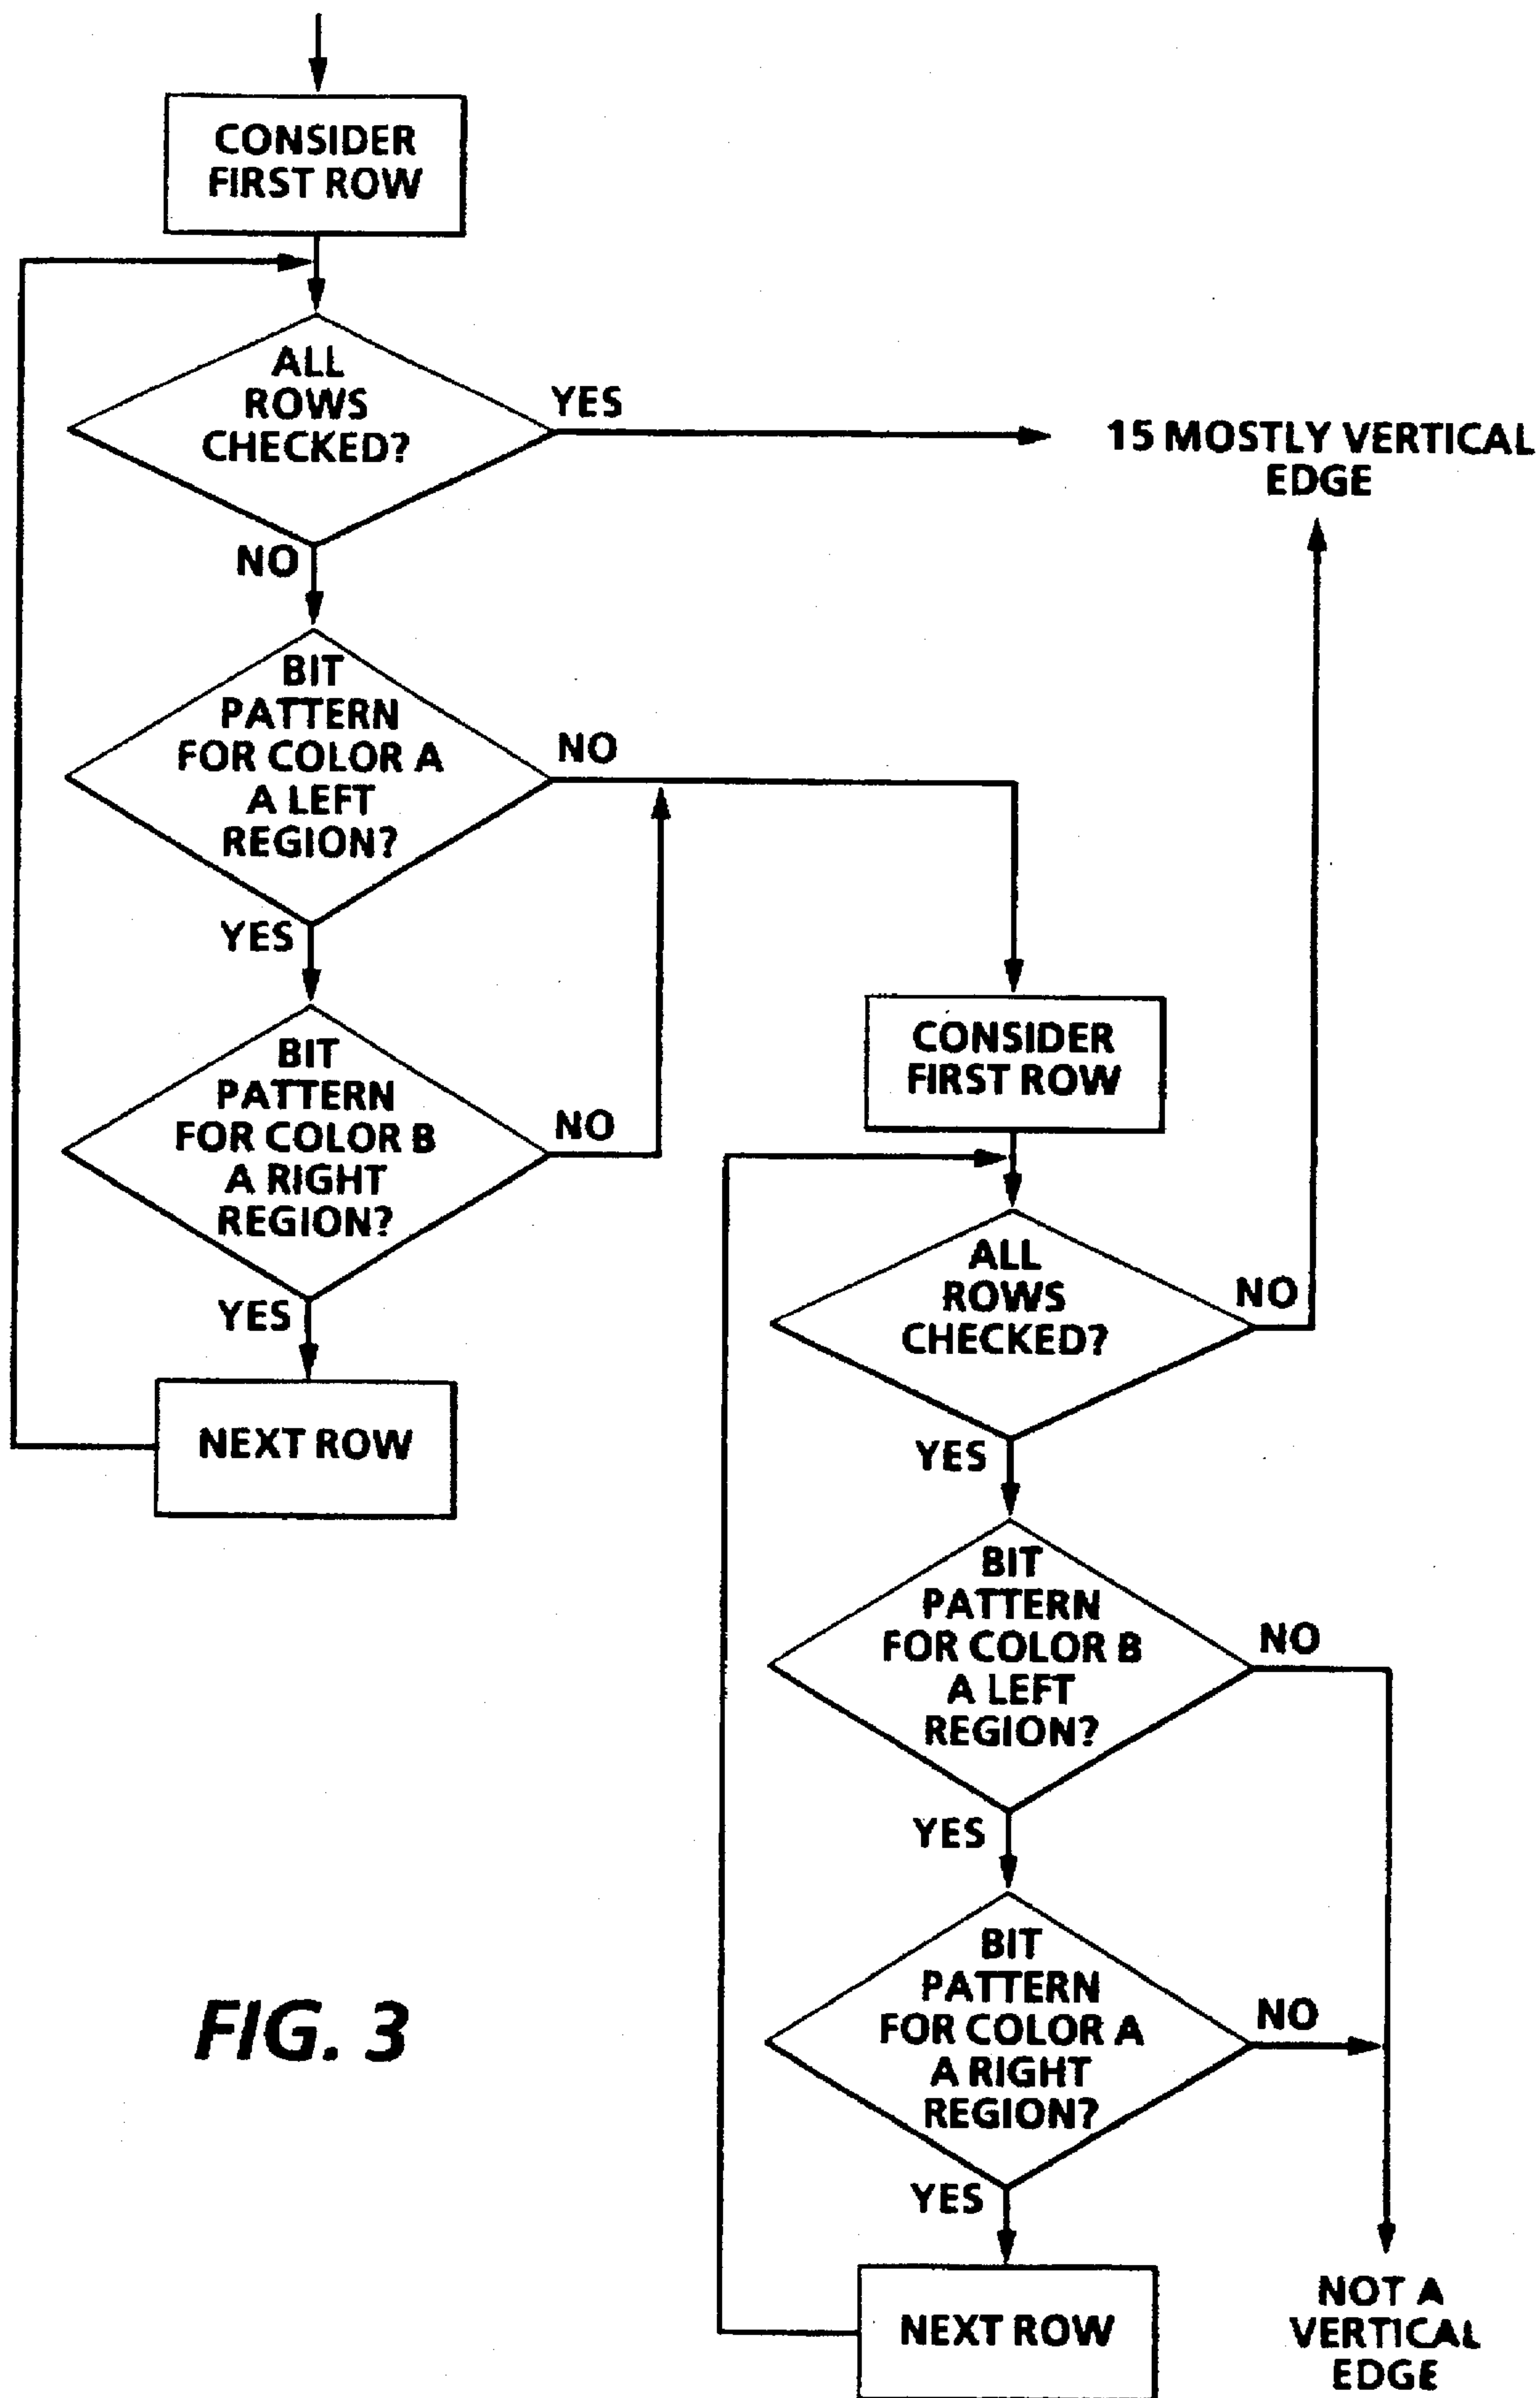 CONSIDER
FIRST ROW
ALL
ROWS
CHECKED?
YES
15 MOSTLY VERTICAL
EDGE
NO
BIT
PATTERN
FOR COLOR A
A LEFT
REGION?
NO
YES
BIT
PATTERN
FOR COLOR B
A RIGHT
REGION?
NO
YES
NEXT ROW
CONSIDER
FIRST ROW
ALL
ROWS
CHECKED?
NO
YES
BIT
PATTERN
FOR COLOR B
A LEFT
REGION?
NO
YES
BIT
PATTERN
FOR COLOR A
A RIGHT
REGION?
NO
YES
NEXT ROW
NOT A
VERTICAL
EDGE
FIG. 3